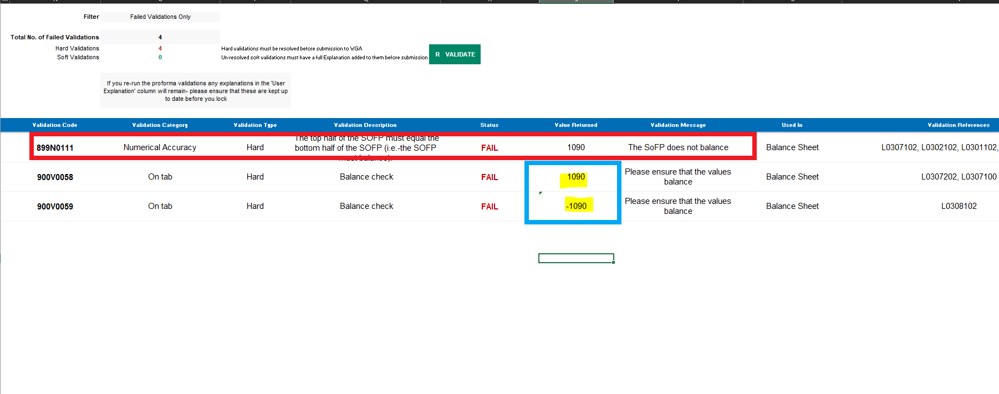 Filter Failed Validations Only
Total No. of Failed Validations 4
Hard Validations 4 Hard validations must be resolved before submission to WGA
Soft Validations 0 Un-resolved soft validations must have a full Explanation added to them before submission
R VALIDATE
If you re-run the proforma validations any explanations in the 'User
Explanation' column will remain- please ensure that these are kept up
to date before you lock
Validation Code Validation Category Validation Type Validation Description Status Value Returned Validation Message Used In Validation References
The top half of the SOFP must equal the
899N0111 Numerical Accuracy Hard bottom half of the SOFP (i.e.-the SOFP FAIL 1090 The SoFP does not balance Balance Sheet L0307102, L0302102, L0301102,
must balance).
900V0058 On tab Hard Balance check FAIL 1090 Please ensure that the values Balance Sheet L0307202, L0307100
balance
900V0059 On tab Hard Balance check FAIL -1090 Please ensure that the values Balance Sheet L0308102
balance